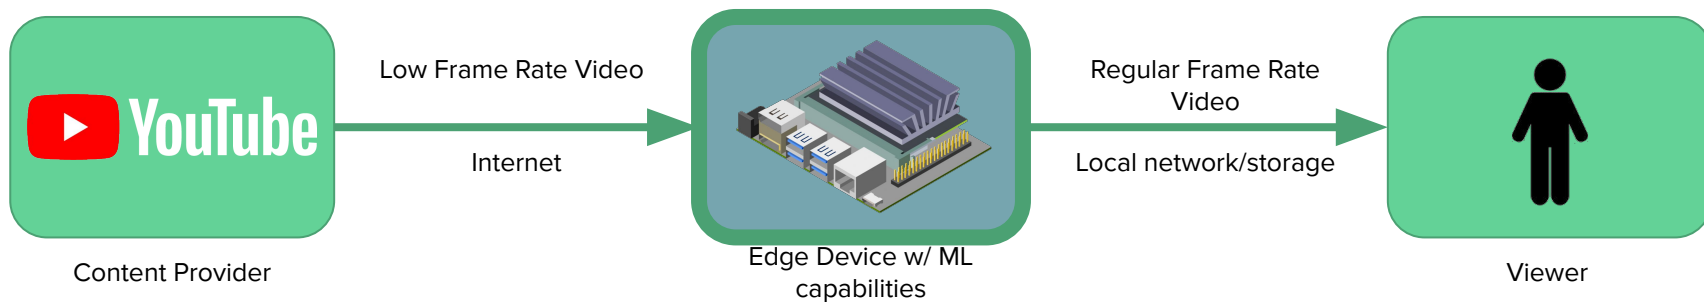 YouTube
Content Provider
Low Frame Rate Video
Internet
Edge Device w/ ML
capabilities
Regular Frame Rate
Video
Local network/storage
Viewer